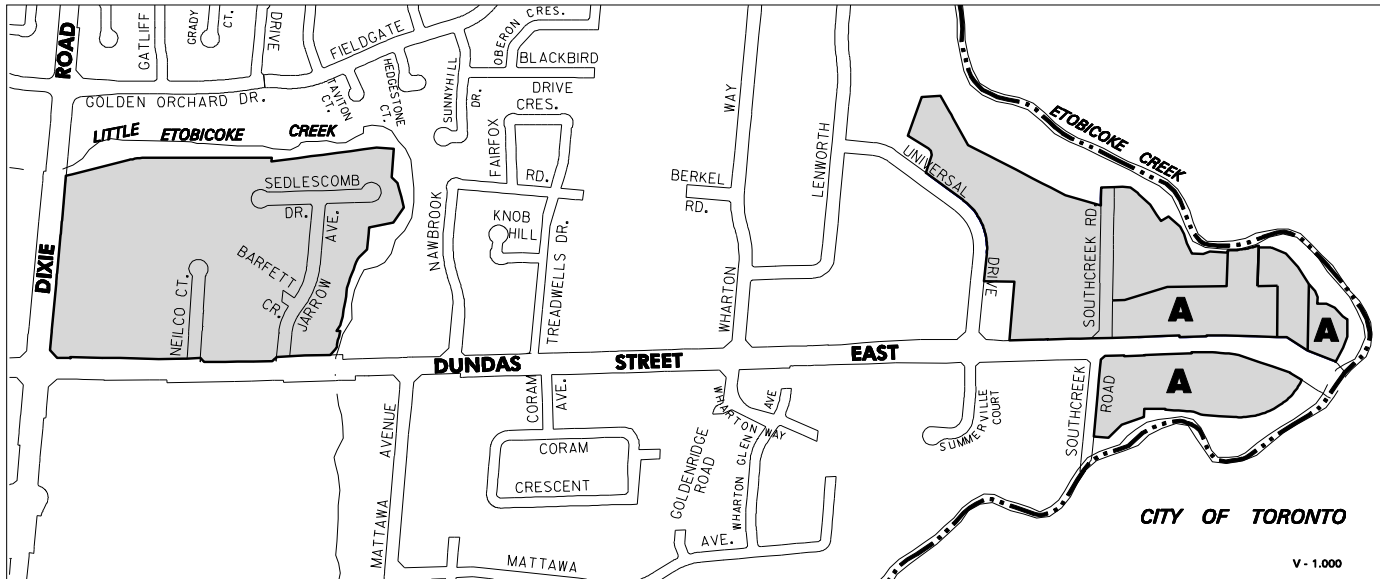 ROAD
GATLIFF
GRADY
CT.
DRIVE
FIELDGATE
OBERON CRES.
BLACKBIRD
DRIVE
CRES.
SUNNYHILL
DR.
HEDGESTONE
CT.
TAVITON
CT.
GOLDEN ORCHARD DR.
LITTLE ETOBICOKE CREEK
FAIRFOX
RD.
WAY
LENWORTH
UNIVERSAL
ETOBICOKE CREEK
SEDLESCOMB
DR.
AVE.
BARFETT
CR.
JARROW
NEILCO CT.
DIXIE
NAWBROOK
KNOB
HILL
TREADWELLS DR.
BERKEL
RD.
WHARTON
DRIVE
SOUTHCREEK RD
A
A
DUNDAS STREET EAST
A
MATTAWA AVENUE
CORAM
AVE.
CORAM
CRESCENT
WHARTON WAY
AVE
WHARTON GLEN
GOLDENRIDGE
ROAD
SUMMERVILLE
COURT
SOUTHCREEK
ROAD
AVE.
MATTAWA
CITY OF TORONTO
V - 1.000